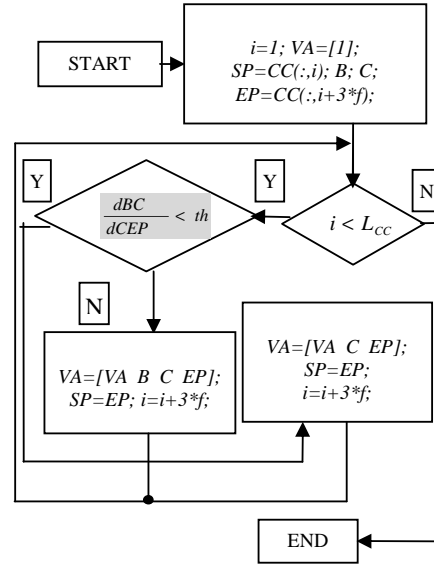 START
i=1; VA=[1];
SP=CC(:,i); B; C;
EP=CC(:,i+3*f);
Y
Y
N
dBC
dCEP
< th
i < L_CC
N
VA=[VA B C EP];
SP=EP; i=i+3*f;
VA=[VA C EP];
SP=EP;
i=i+3*f;
END